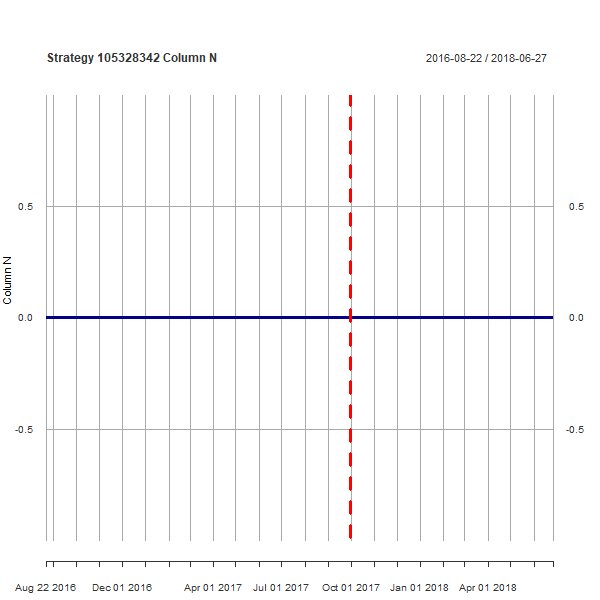 Strategy 105328342 Column N
2016-08-22 / 2018-06-27
Column N
0.5
0.5
0.0
0.0
-0.5
-0.5
Aug 22 2016
Dec 01 2016
Apr 01 2017
Jul 01 2017
Oct 01 2017
Jan 01 2018
Apr 01 2018